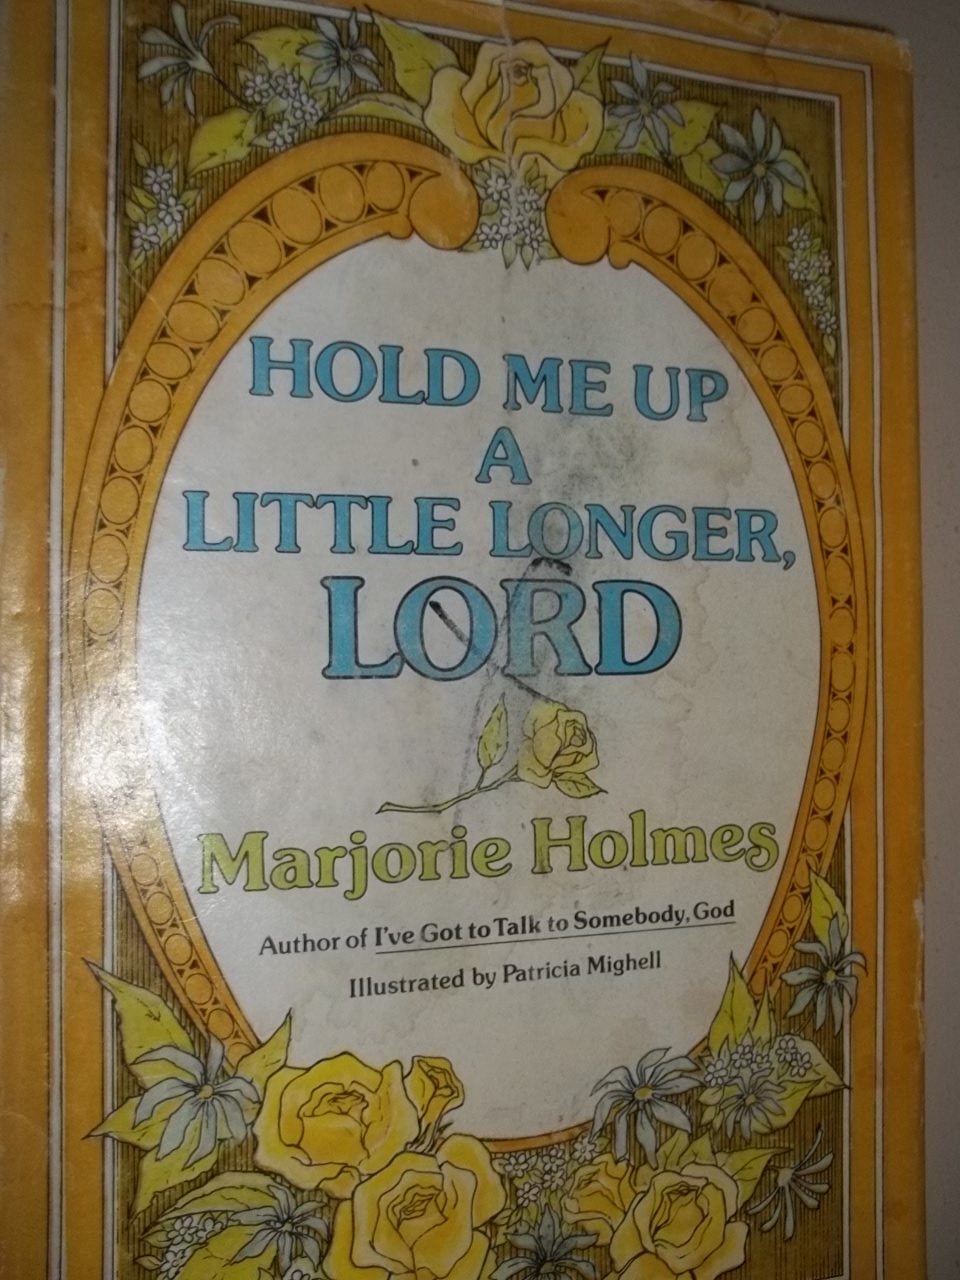 HOLD ME UP
A
LITTLE LONGER,
LORD
Marjorie Holmes
Author of I've Got to Talk to Somebody, God
Illustrated by Patricia Mighell